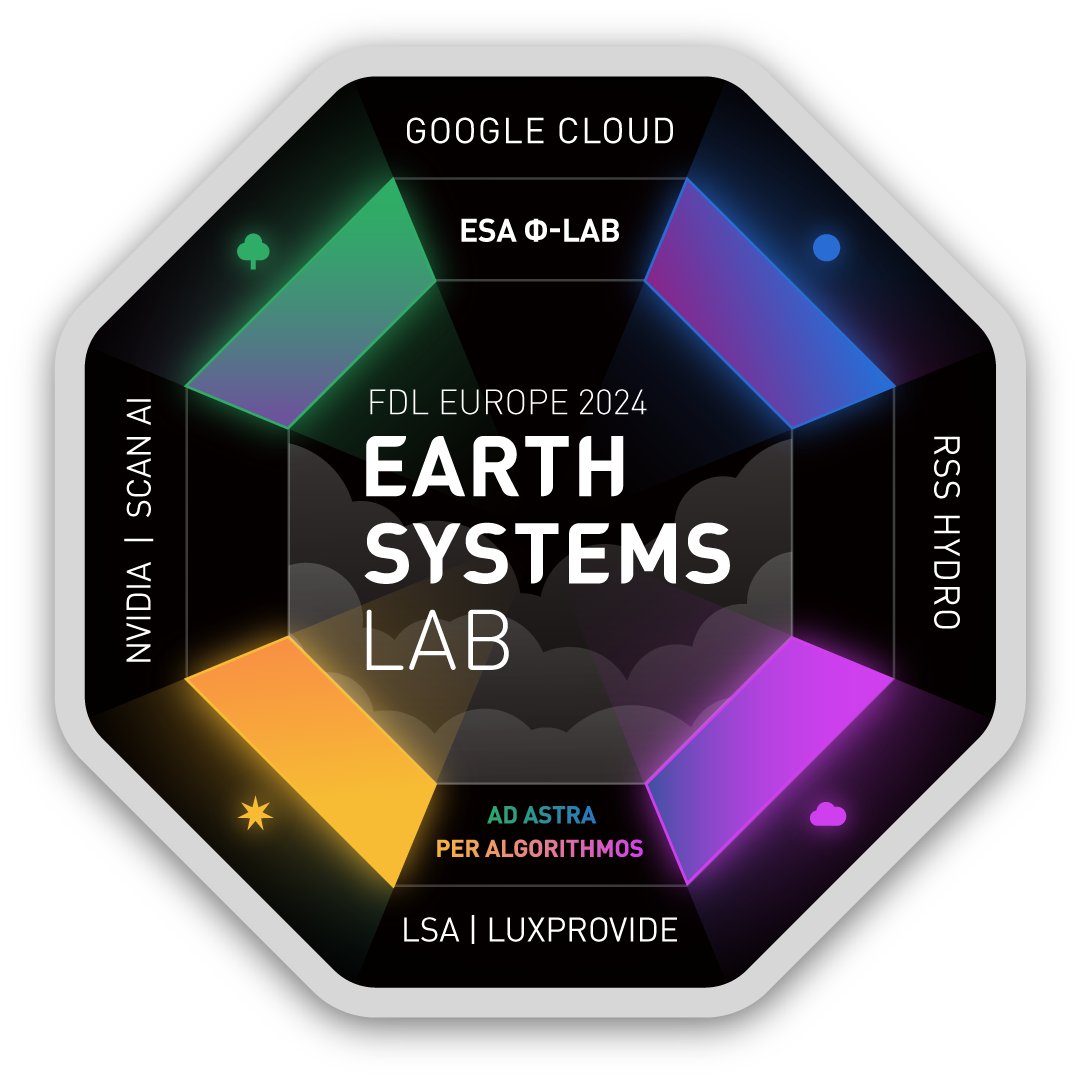 GOOGLE CLOUD
ESA Φ-LAB
FDL EUROPE 2024
EARTH
SYSTEMS
LAB
NVIDIA | SCAN AI
RSS HYDRO
AD ASTRA
PER ALGORITHMOS
LSA | LUXPROVIDE